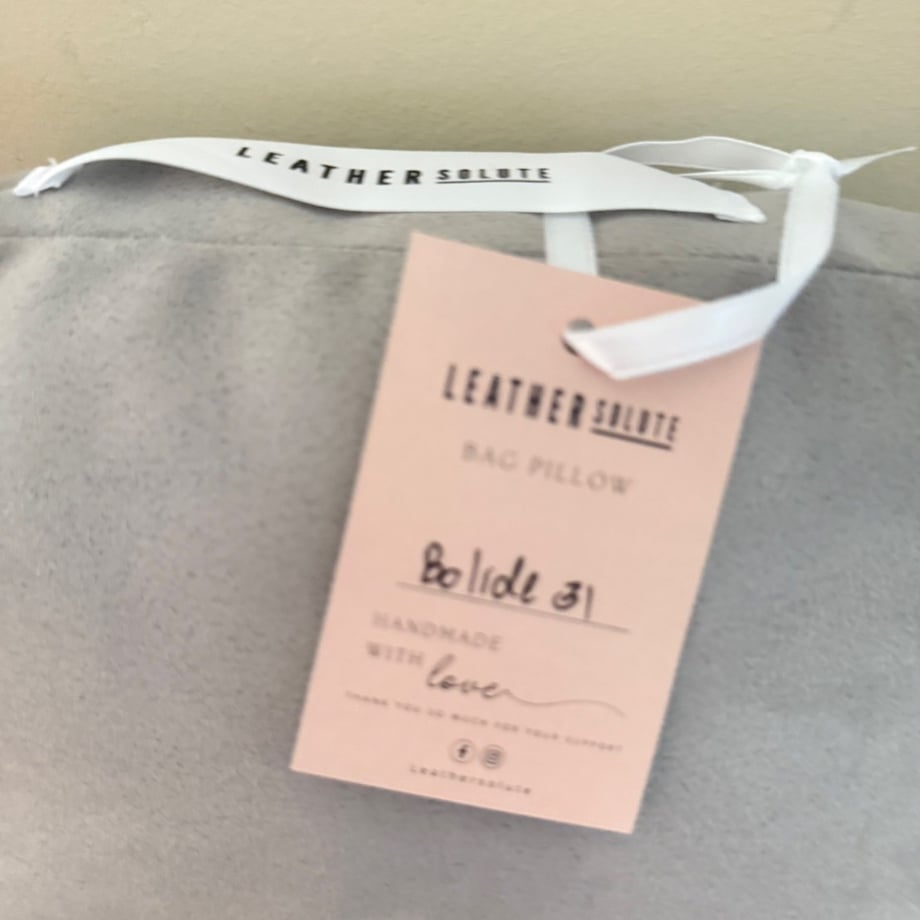 LEATHER SOLUTE
LEATHER SOLUTE
BAG PILLOW
Bolide 31
HANDMADE
WITH love
THANK YOU SO MUCH FOR YOUR SUPPORT
Leathersolute